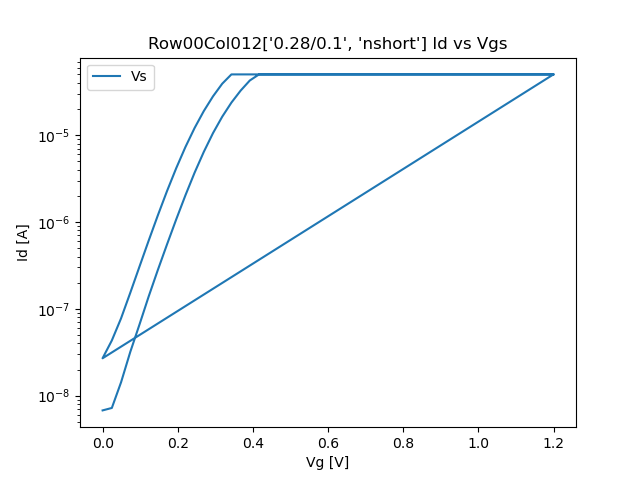 Row00Col012['0.28/0.1', 'nshort'] Id vs Vgs
Vs
Id [A]
10⁻⁵
10⁻⁶
10⁻⁷
10⁻⁸
0.0 0.2 0.4 0.6 0.8 1.0 1.2
Vg [V]